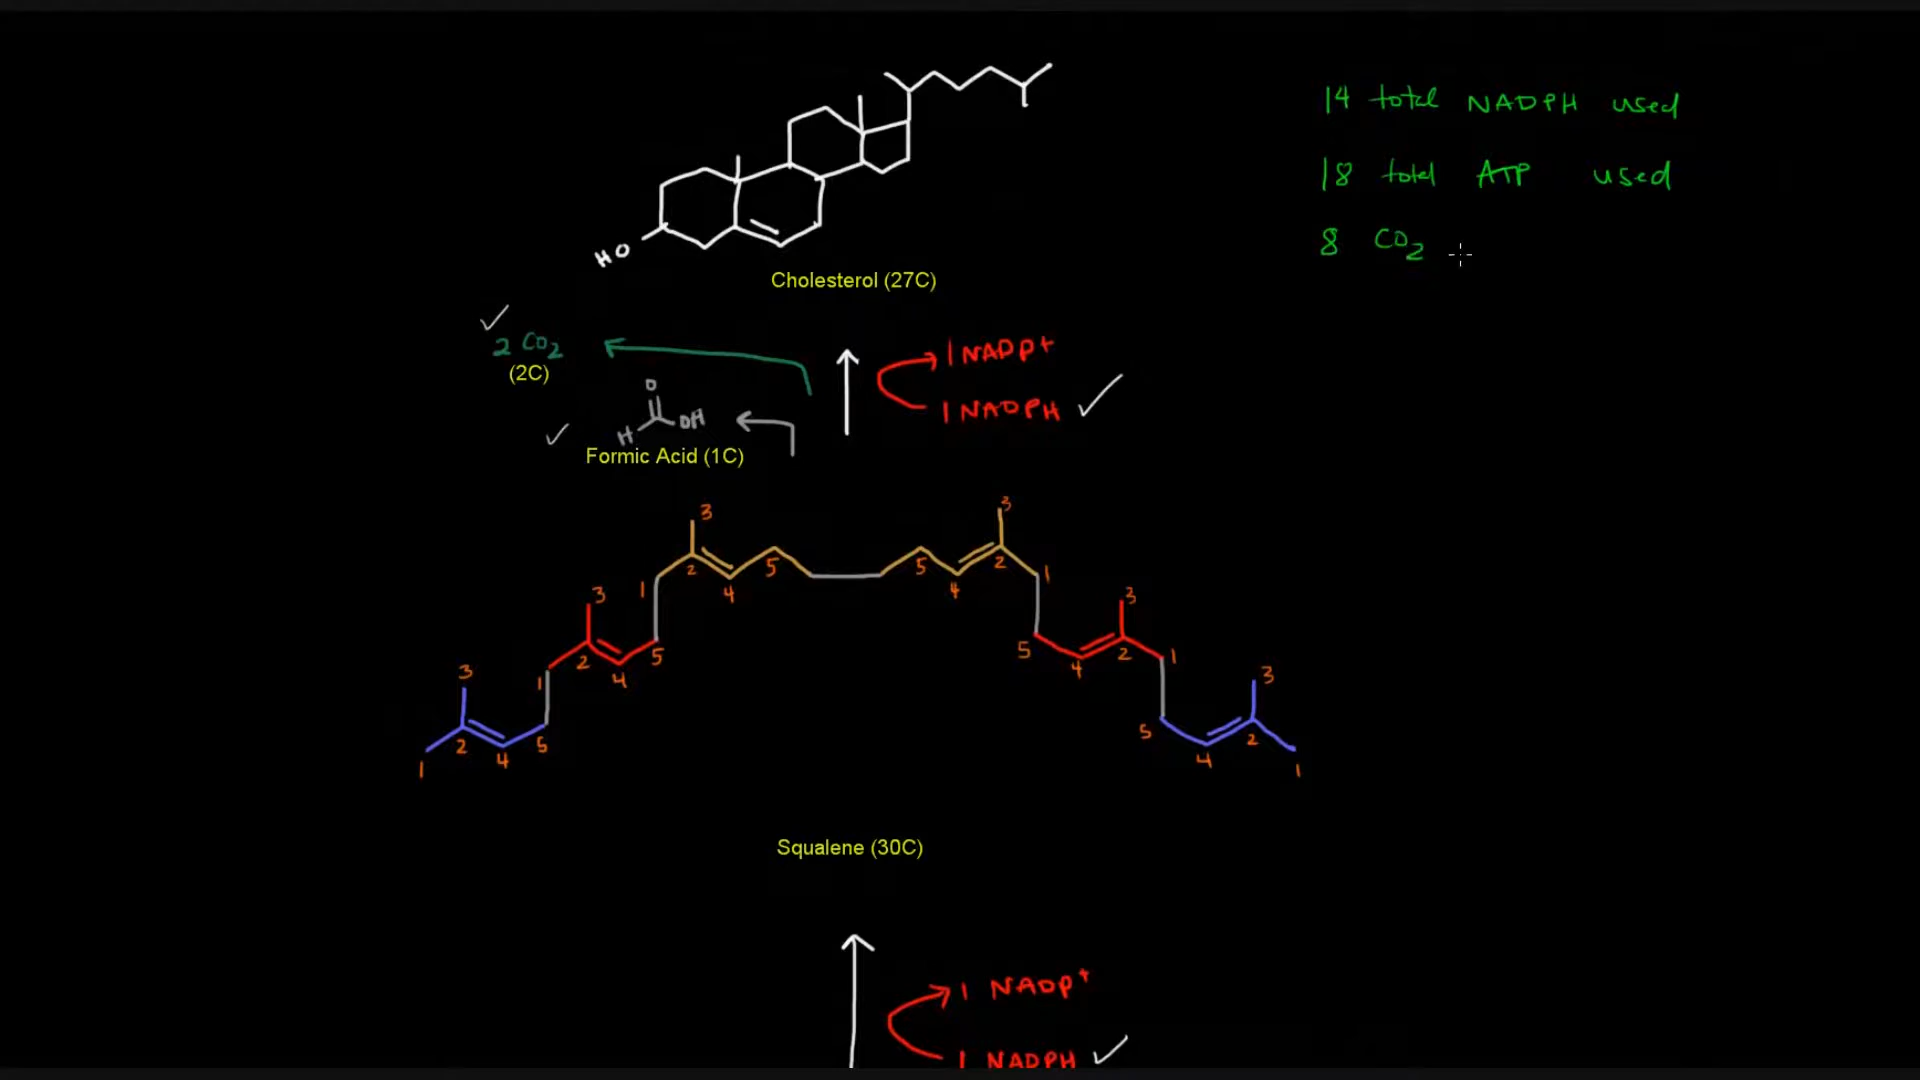 14 total NADPH used
18 total ATP used
8 CO2
HO
Cholesterol (27C)
2 CO2
(2C)
1 NADP+
1 NADPH
O
H OH
Formic Acid (1C)
3 3
2 5 5 2
1 4 4 1
3 3
2 5 5 2
1 4 4 1
3 3
2 5 5 2
1 4 4 1
Squalene (30C)
1 NADP+
1 NADPH